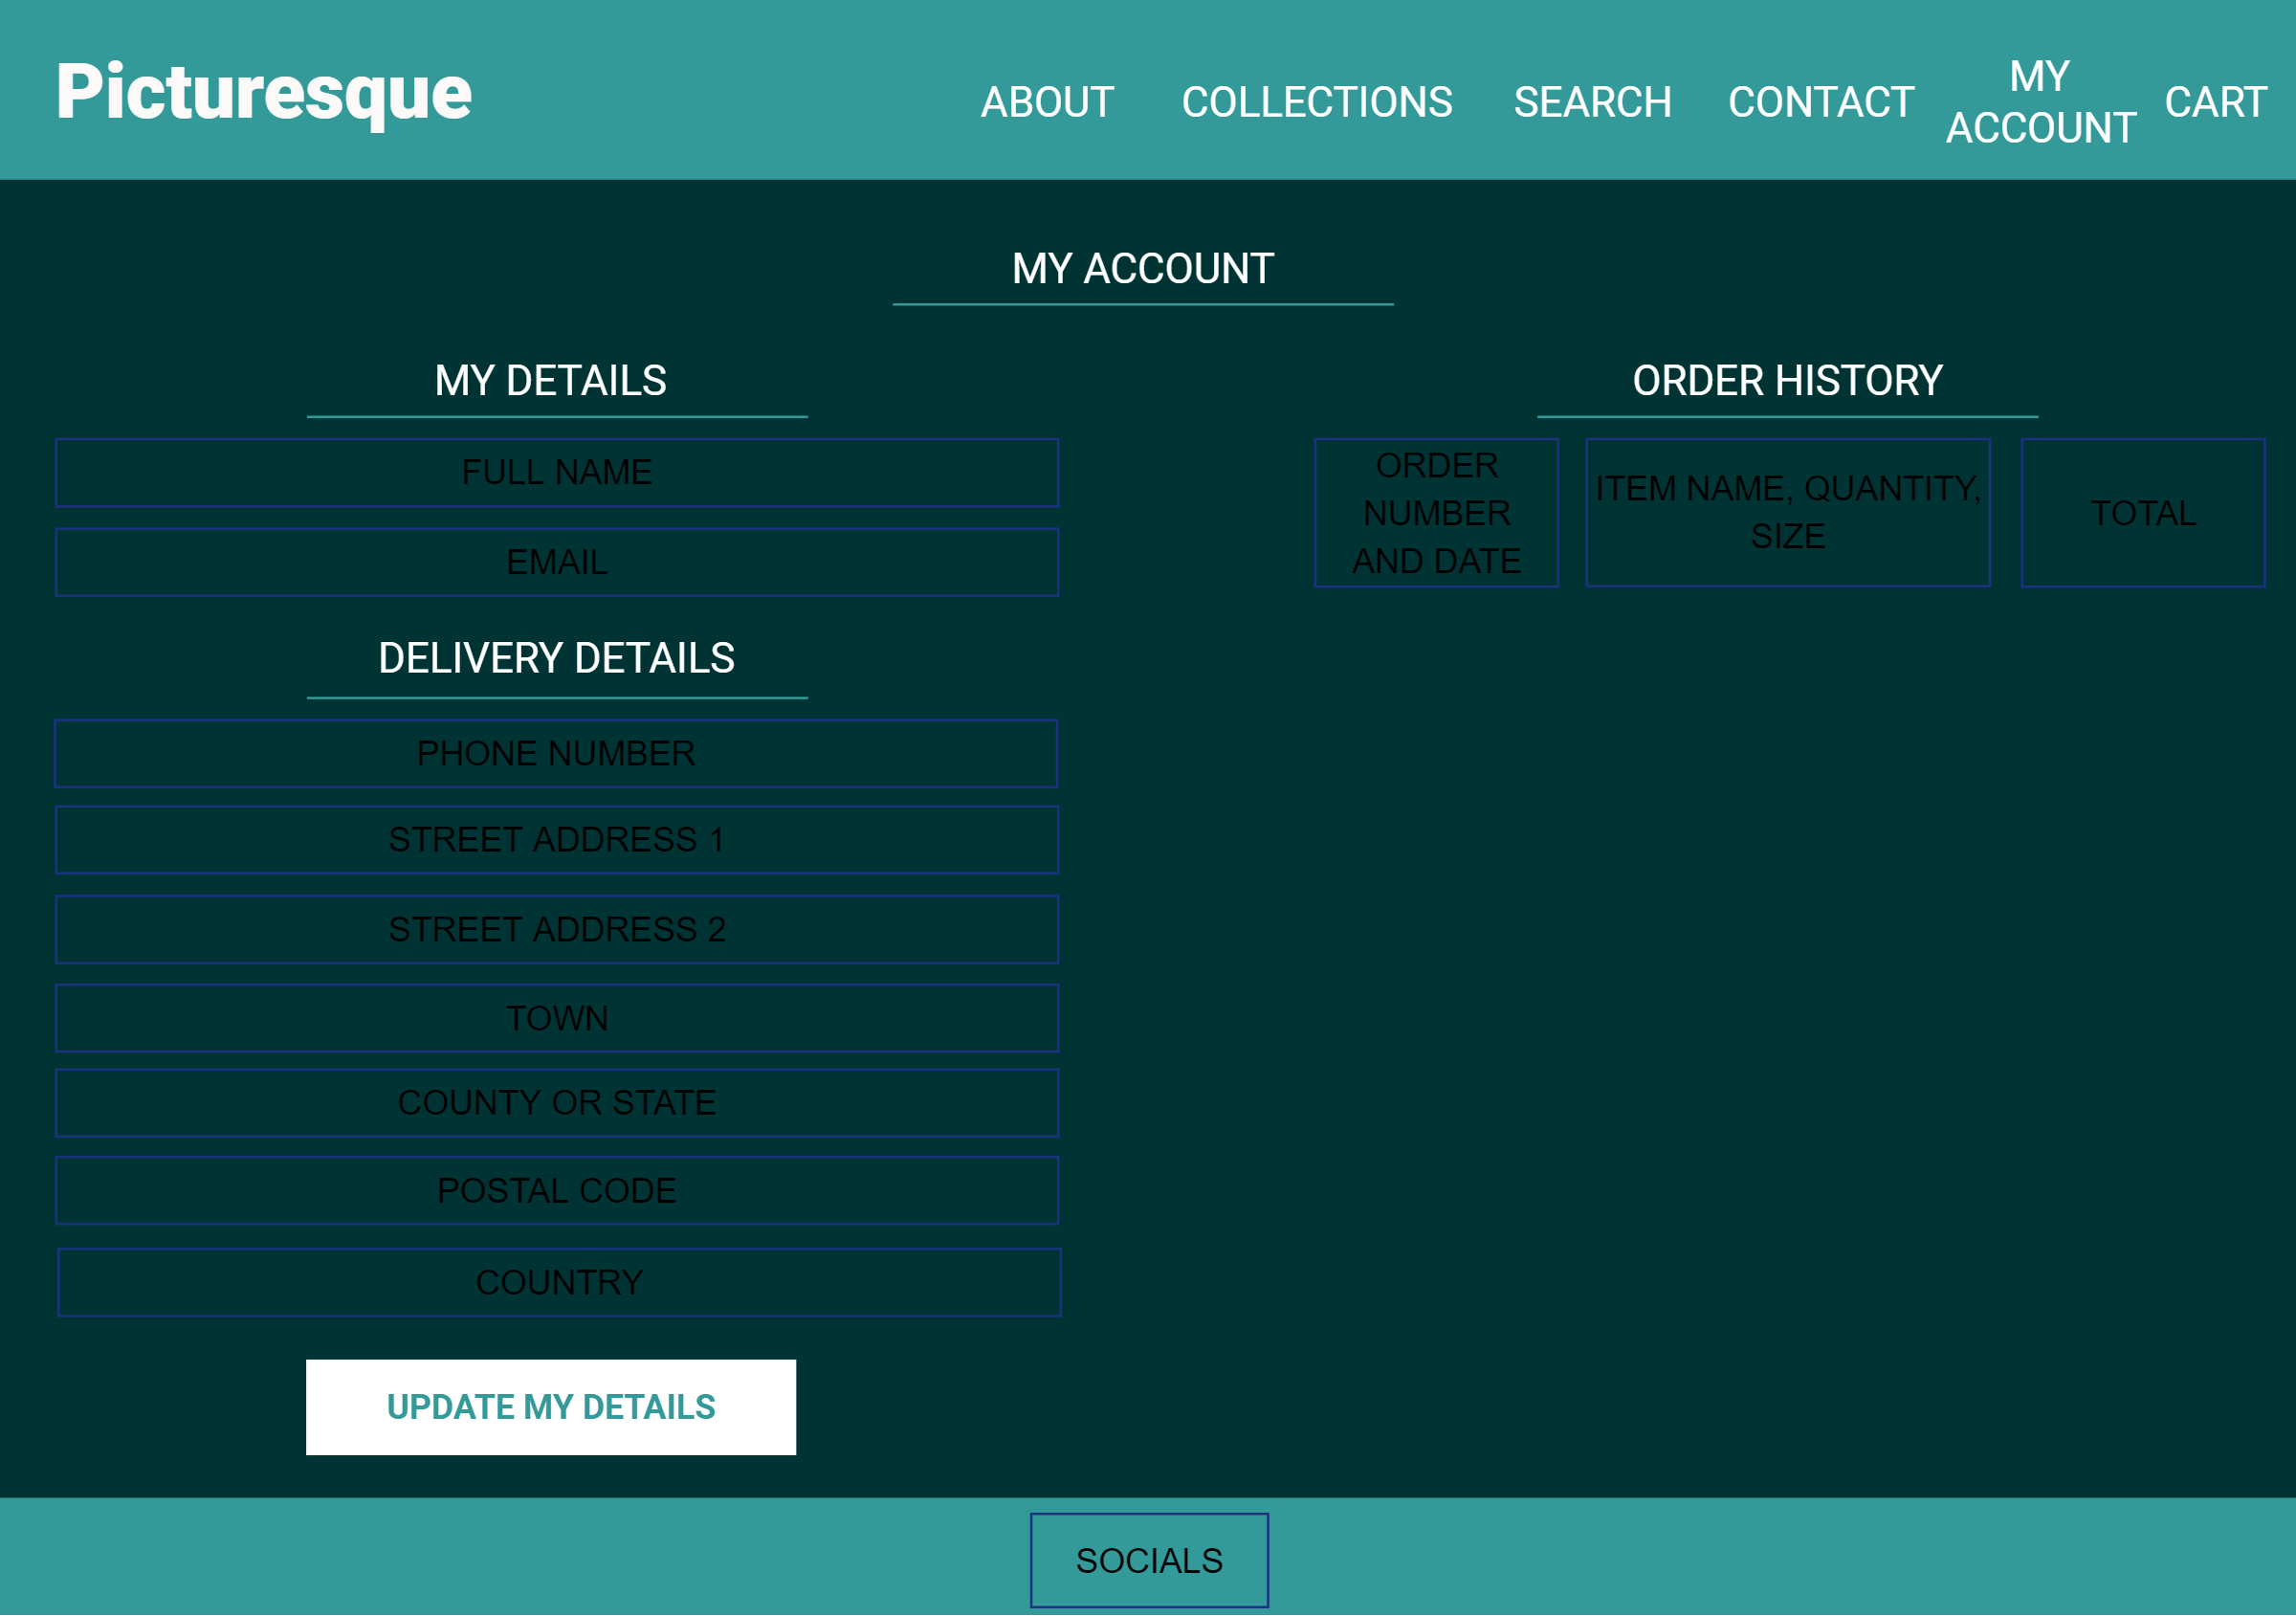 Picturesque
ABOUT
COLLECTIONS
SEARCH
CONTACT
MY
ACCOUNT
CART
MY ACCOUNT
MY DETAILS
FULL NAME
EMAIL
DELIVERY DETAILS
PHONE NUMBER
STREET ADDRESS 1
STREET ADDRESS 2
TOWN
COUNTY OR STATE
POSTAL CODE
COUNTRY
UPDATE MY DETAILS
ORDER HISTORY
ORDER
NUMBER
AND DATE
ITEM NAME, QUANTITY,
SIZE
TOTAL
SOCIALS